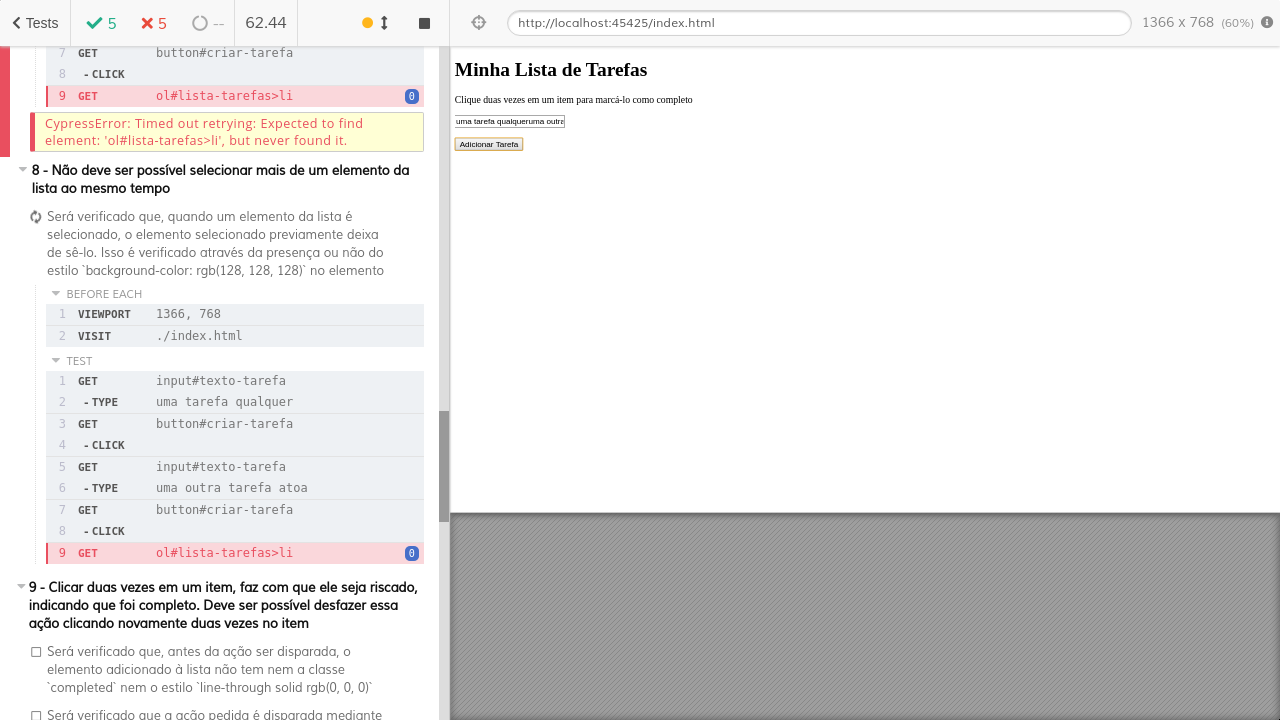 Tests 5 5 -- 62.44 http://localhost:45425/index.html 1366 x 768 (60%)
7 GET button#criar-tarefa
8 - CLICK
9 GET ol#lista-tarefas>li 0
CypressError: Timed out retrying: Expected to find
element: 'ol#lista-tarefas>li', but never found it.
8 - Não deve ser possível selecionar mais de um elemento da
lista ao mesmo tempo
Será verificado que, quando um elemento da lista é
selecionado, o elemento selecionado previamente deixa
de sê-lo. Isso é verificado através da presença ou não do
estilo `background-color: rgb(128, 128, 128)` no elemento
BEFORE EACH
1 VIEWPORT 1366, 768
2 VISIT ./index.html
TEST
1 GET input#texto-tarefa
2 - TYPE uma tarefa qualquer
3 GET button#criar-tarefa
4 - CLICK
5 GET input#texto-tarefa
6 - TYPE uma outra tarefa atoa
7 GET button#criar-tarefa
8 - CLICK
9 GET ol#lista-tarefas>li 0
9 - Clicar duas vezes em um item, faz com que ele seja riscado,
indicando que foi completo. Deve ser possível desfazer essa
ação clicando novamente duas vezes no item
Será verificado que, antes da ação ser disparada, o
elemento adicionado à lista não tem nem a classe
`completed` nem o estilo `line-through solid rgb(0, 0, 0)`
Será verificado que a ação pedida é disparada mediante
Minha Lista de Tarefas
Clique duas vezes em um item para marcá-lo como completo
uma tarefa qualqueruma outra
Adicionar Tarefa